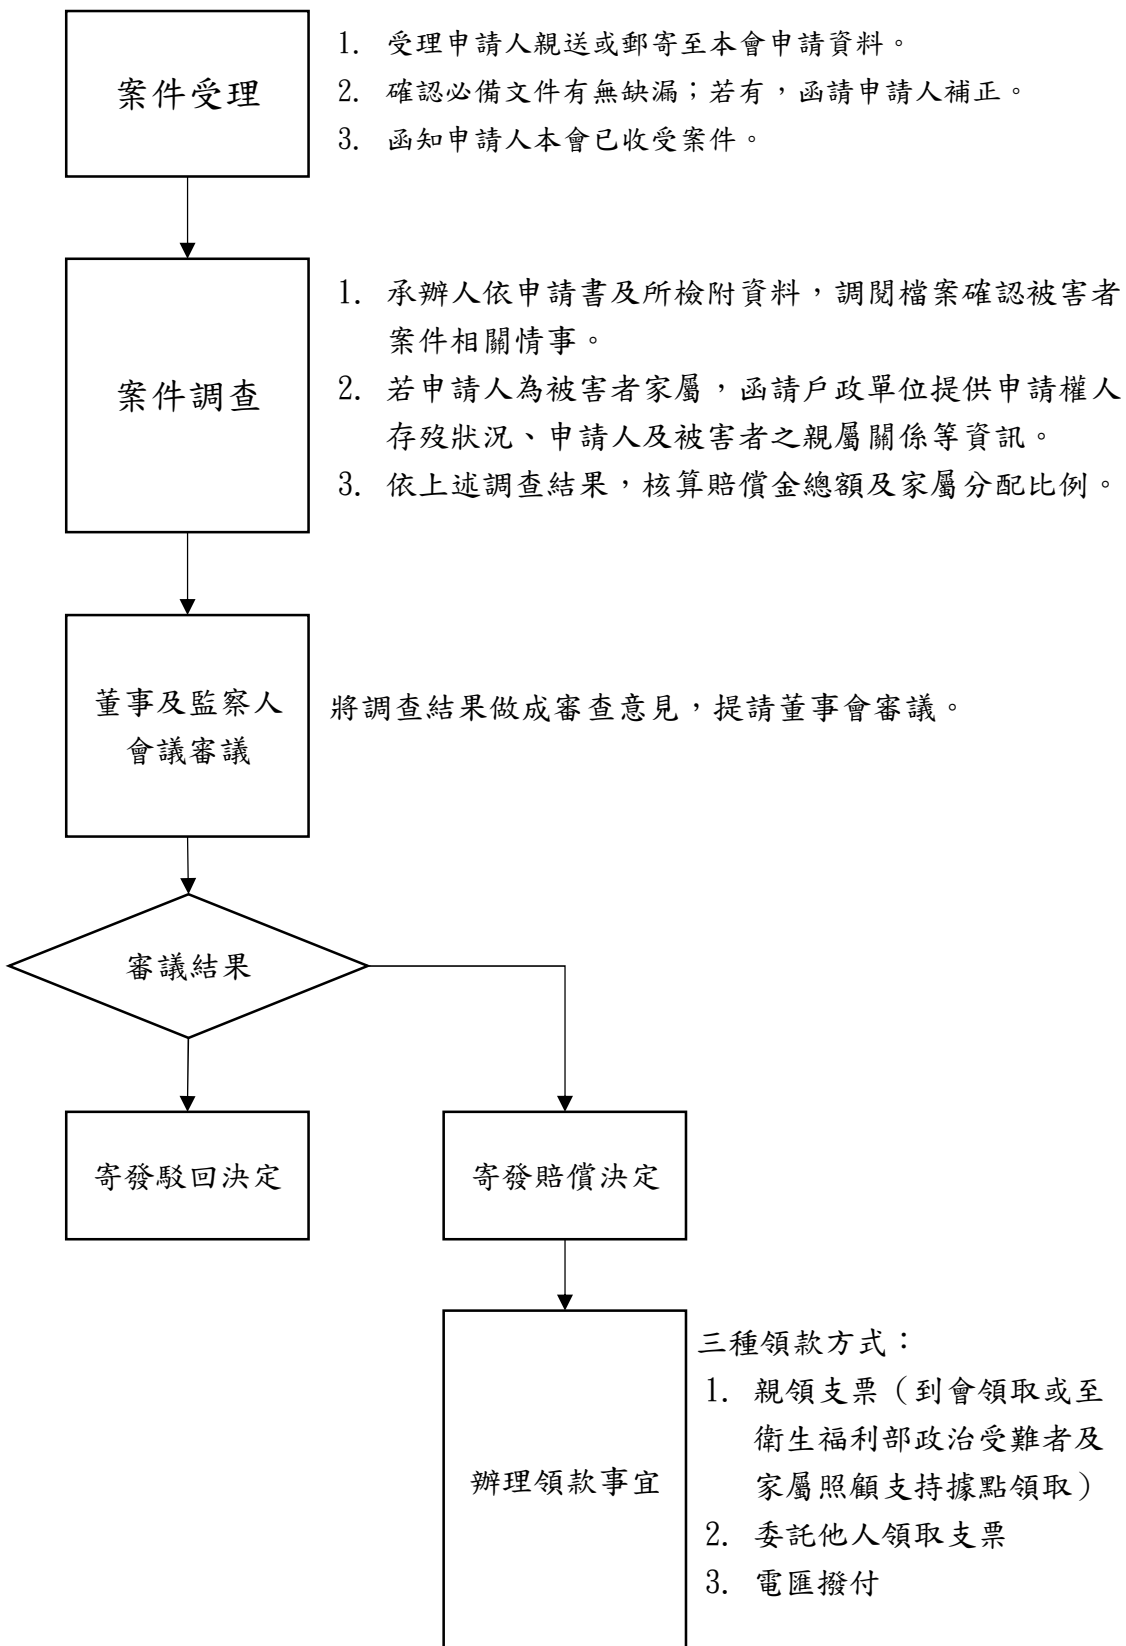 案件受理
1. 受理申請人親送或郵寄至本會申請資料。
2. 確認必備文件有無缺漏；若有，函請申請人補正。
3. 函知申請人本會已收受案件。
案件調查
1. 承辦人依申請書及所檢附資料，調閱檔案確認被害者
案件相關情事。
2. 若申請人為被害者家屬，函請戶政單位提供申請權人
存歿狀況、申請人及被害者之親屬關係等資訊。
3. 依上述調查結果，核算賠償金總額及家屬分配比例。
董事及監察人
會議審議
將調查結果做成審查意見，提請董事會審議。
審議結果
寄發駁回決定
寄發賠償決定
辦理領款事宜
三種領款方式：
1. 親領支票（到會領取或至
衛生福利部政治受難者及
家屬照顧支持據點領取）
2. 委託他人領取支票
3. 電匯撥付